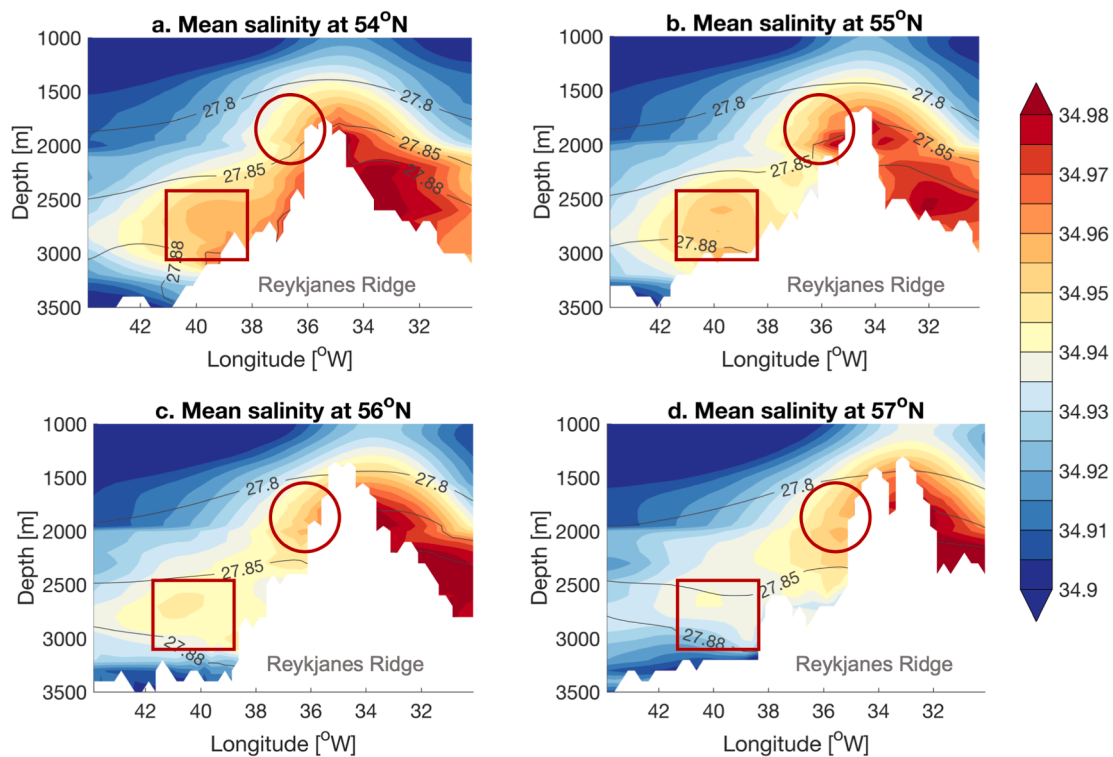 a. Mean salinity at 54°N
1000
1500
2000
2500
3000
3500
Depth [m]
27.8
27.8
27.85
27.85
27.88
27.88
Reykjanes Ridge
42 40 38 36 34 32
Longitude [°W]
b. Mean salinity at 55°N
1000
1500
2000
2500
3000
3500
Depth [m]
27.8
27.8
27.85
27.85
27.88
Reykjanes Ridge
42 40 38 36 34 32
Longitude [°W]
c. Mean salinity at 56°N
1000
1500
2000
2500
3000
3500
Depth [m]
27.8
27.8
27.85
27.88
Reykjanes Ridge
42 40 38 36 34 32
Longitude [°W]
d. Mean salinity at 57°N
1000
1500
2000
2500
3000
3500
Depth [m]
27.8
27.8
27.85
27.88
Reykjanes Ridge
42 40 38 36 34 32
Longitude [°W]
34.98
34.97
34.96
34.95
34.94
34.93
34.92
34.91
34.9